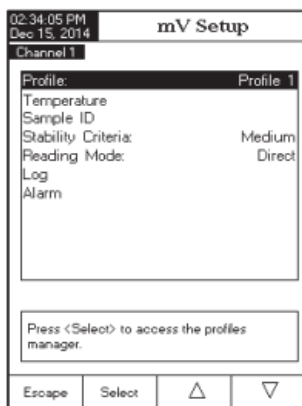 02:34:05 PM
Dec 15, 2014
mV Setup
Channel 1
Profile: Profile 1
Temperature
Sample ID
Stability Criteria: Medium
Reading Mode: Direct
Log
Alarm
Press <Select> to access the profiles
manager.
Escape Select △ ▽